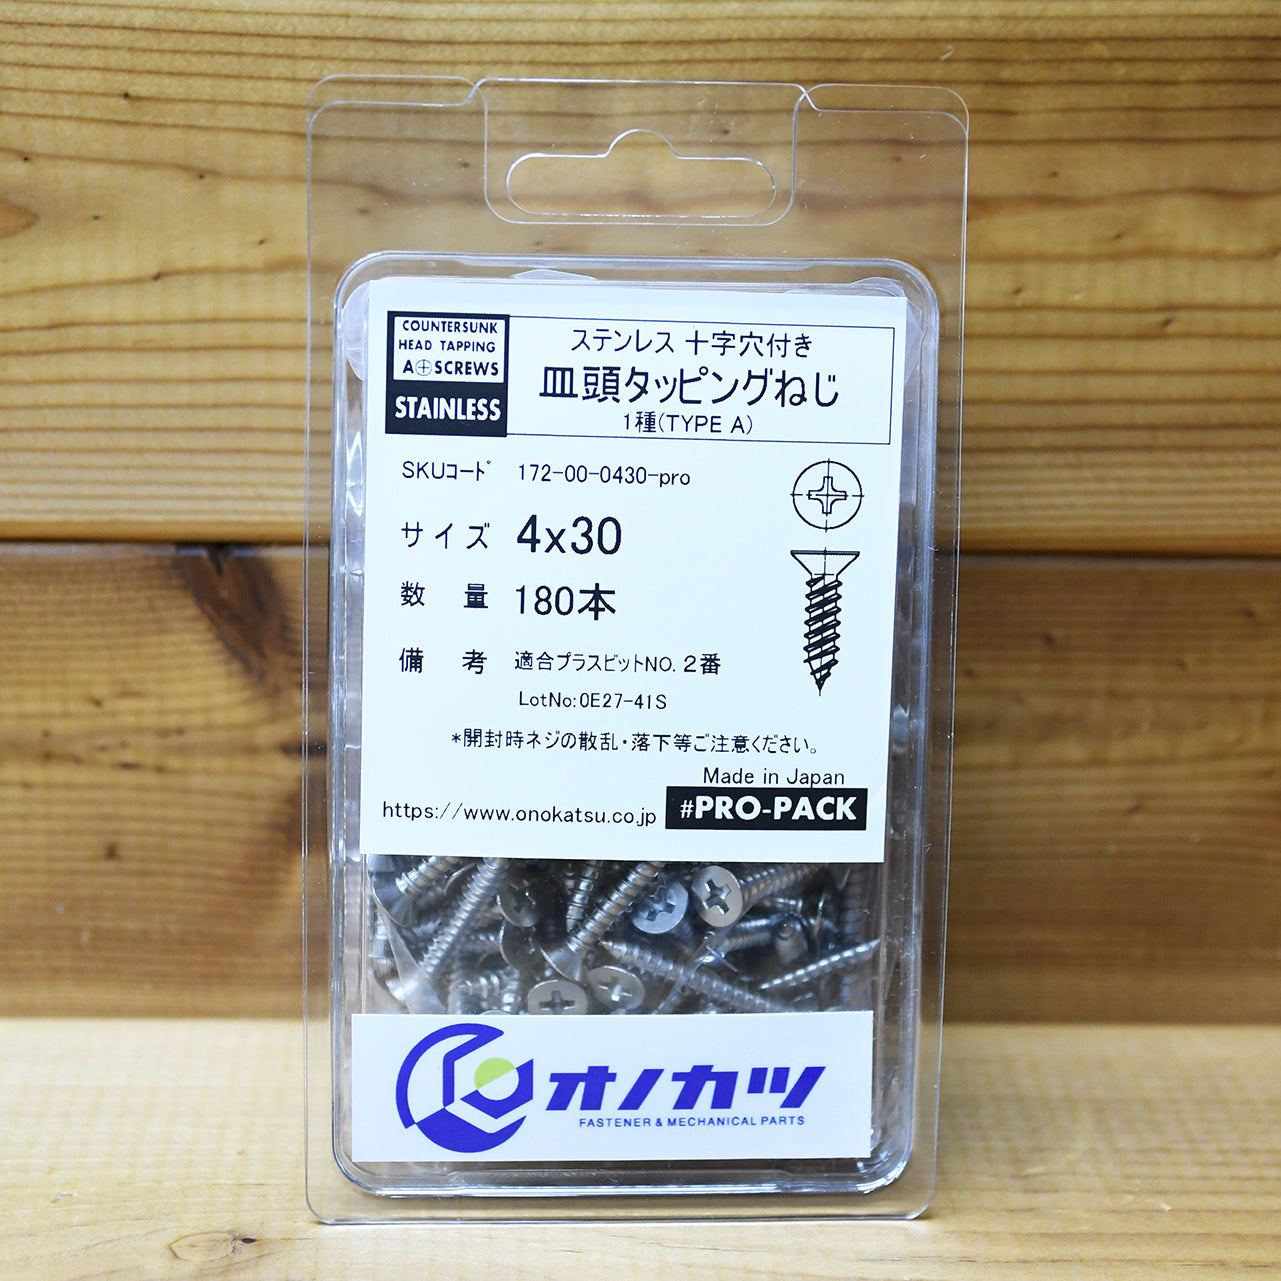 COUNTERSUNK
HEAD TAPPING
A⊕SCREWS
STAINLESS
ステンレス 十字穴付き
皿頭タッピングねじ
1種(TYPE A)
SKUコード 172-00-0430-pro
サイズ 4x30
数量 180本
備考 適合プラスビットNO.2番
LotNo:0E27-41S
*開封時ネジの散乱・落下等ご注意ください。
Made in Japan
https://www.onokatsu.co.jp #PRO-PACK
オノカツ
FASTENER & MECHANICAL PARTS